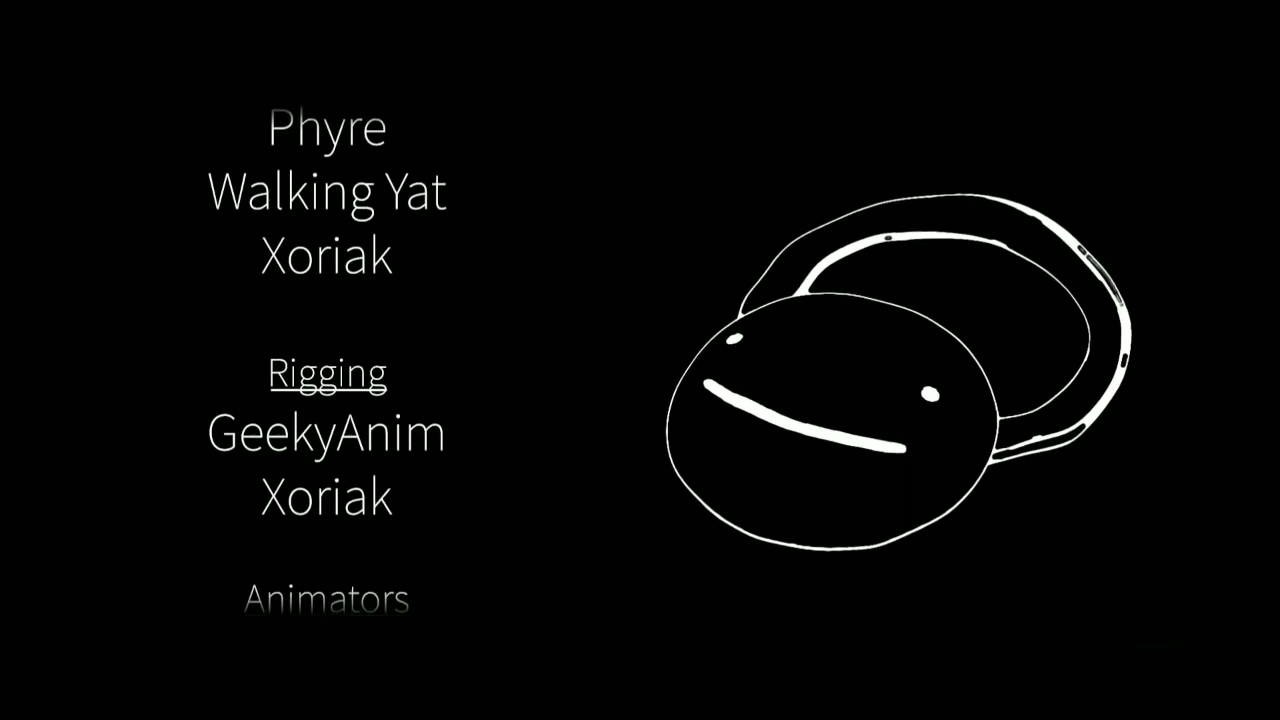 Phyre
Walking Yat
Xoriak
Rigging
GeekyAnim
Xoriak
Animators